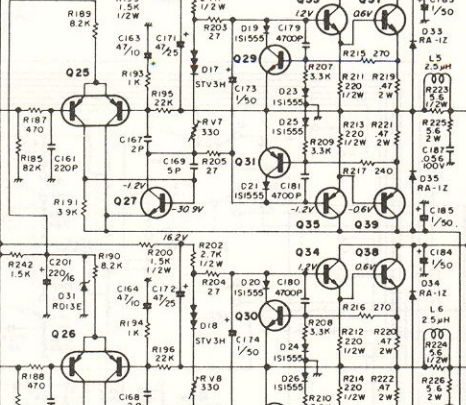 R189
8.2K
1.5K
1/2W
C163
47/10
C171
47/25
R203
27
D17
STV3H
D19
1S1555
1.2V
C179
4700P
0.6V
1/50
D33
RA-1Z
Q29
R207
3.3K
R215 270
L5
2.5μH
Q25
R193
1K
R195
22K
C173
1/50
D23
1S1555
R211
220
1/2W
R219
.47
2W
R223
5.6
1/2W
R187
470
RV7
330
D25
1S1555
R213
220
1/2W
R221
.47
2W
R225
5.6
2W
R185
82K
C161
220P
C167
2P
C169
5P
R205
27
Q31
R209
3.3K
C187
.056
100V
R217 240
D35
RA-1Z
-1.2V
D21
1S1555
C181
4700P
R191
3.9K
Q27
-30.9V
-1.2V
-0.6V
C185
1/50
Q35
Q39
16.2V
R242
1.5K
C201
220/16
R190
8.2K
R200
1.5K
1/2W
R202
2.7K
1/2W
Q34
Q38
C184
1/50
R204
27
D20
1S1555
1.2V
C180
4700P
0.6V
D31
RD13E
C164
47/10
C172
47/25
D34
RA-1Z
R194
1K
D18
STV3H
Q30
R216 270
R208
3.3K
L6
2.5μH
Q26
C174
1/50
R212
220
1/2W
R220
.47
2W
R196
22K
D24
1S1555
R224
5.6
1/2W
R188
470
RV8
330
D26
1S1555
R214
220
1/2W
R222
.47
2W
R226
5.6
2W
C168
R210